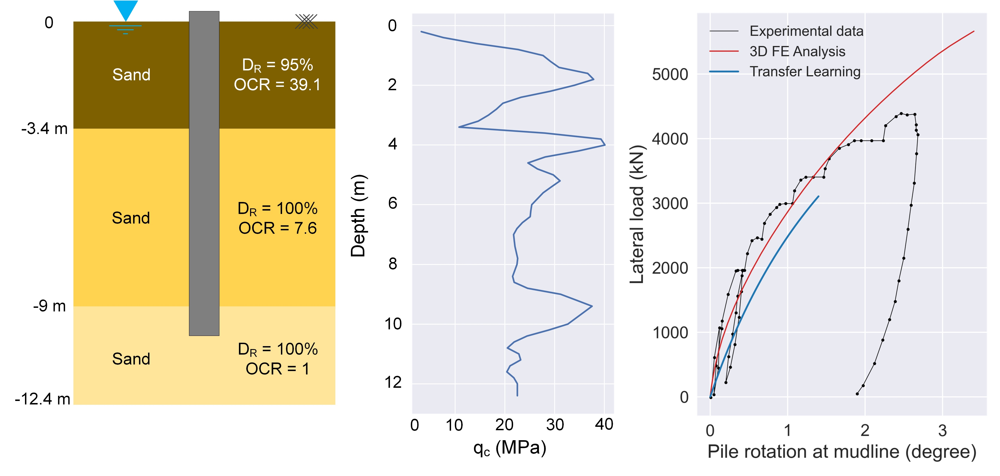 0
Sand
D_R = 95%
OCR = 39.1
-3.4 m
Sand
D_R = 100%
OCR = 7.6
-9 m
Sand
D_R = 100%
OCR = 1
-12.4 m
Depth (m)
0
2
4
6
8
10
12
0 10 20 30 40
q_c (MPa)
Lateral load (kN)
5000
4000
3000
2000
1000
0
Experimental data
3D FE Analysis
Transfer Learning
0 1 2 3
Pile rotation at mudline (degree)